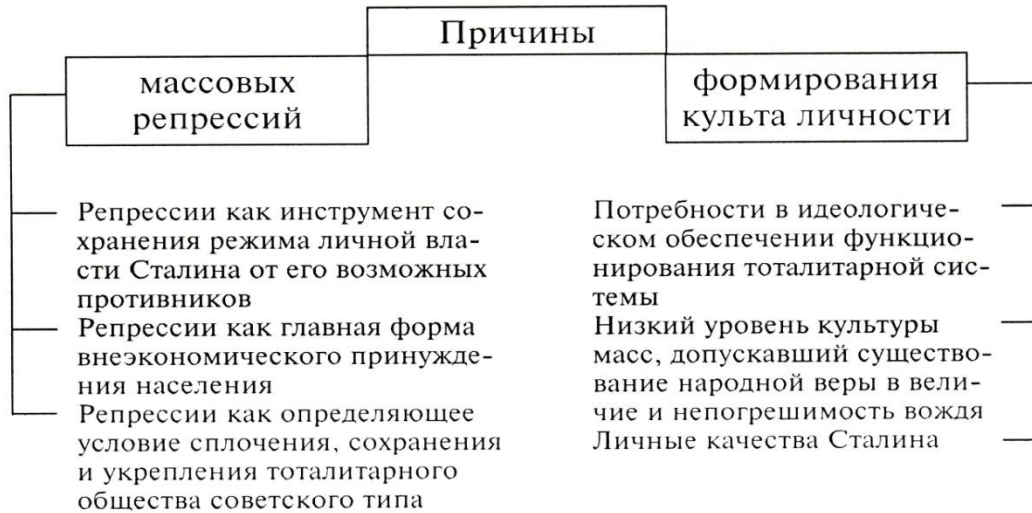 Причины
массовых
репрессий
Репрессии как инструмент со-
хранения режима личной вла-
сти Сталина от его возможных
противников
Репрессии как главная форма
внеэкономического принужде-
ния населения
Репрессии как определяющее
условие сплочения, сохранения
и укрепления тоталитарного
общества советского типа
формирования
культа личности
Потребности в идеологиче-
ском обеспечении функцио-
нирования тоталитарной сис-
темы
Низкий уровень культуры
масс, допускавший существо-
вание народной веры в вели-
чие и непогрешимость вождя
Личные качества Сталина